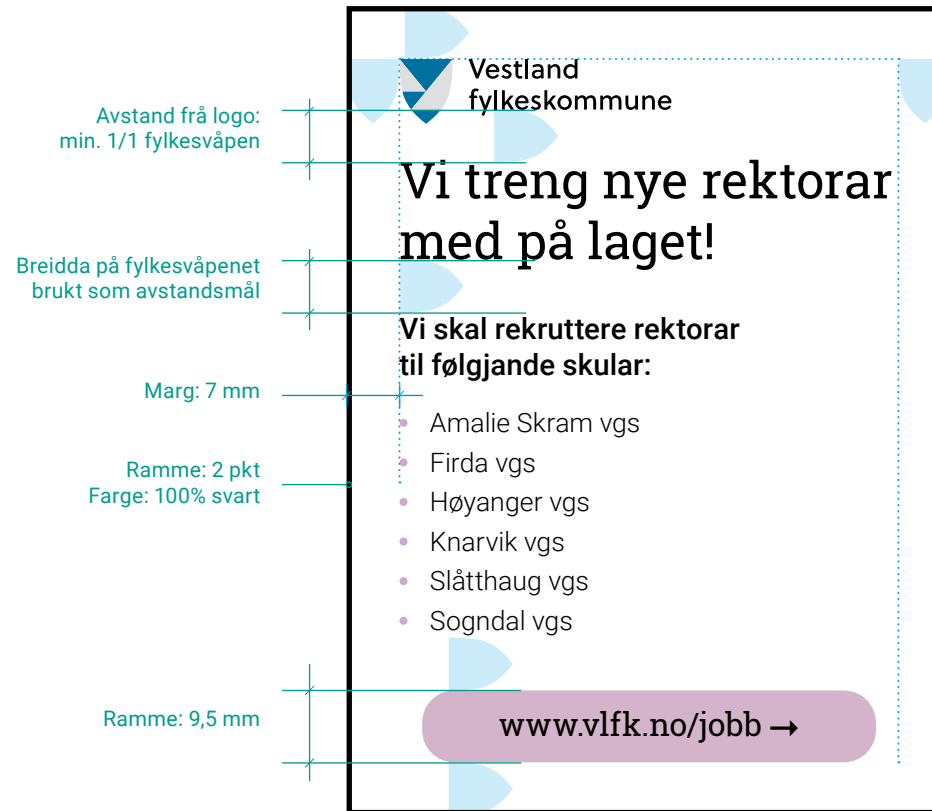 Vestland
fylkeskommune
Avstand frå logo:
min. 1/1 fylkesvåpen
Vi treng nye rektorar
med på laget!
Breidda på fylkesvåpenet
brukt som avstandsmål
Vi skal rekruttere rektorar
til følgjande skular:
Marg: 7 mm
• Amalie Skram vgs
• Firda vgs
Ramme: 2 pkt
Farge: 100% svart
• Høyanger vgs
• Knarvik vgs
• Slåtthaug vgs
• Sogndal vgs
Ramme: 9,5 mm
www.vlfk.no/jobb →